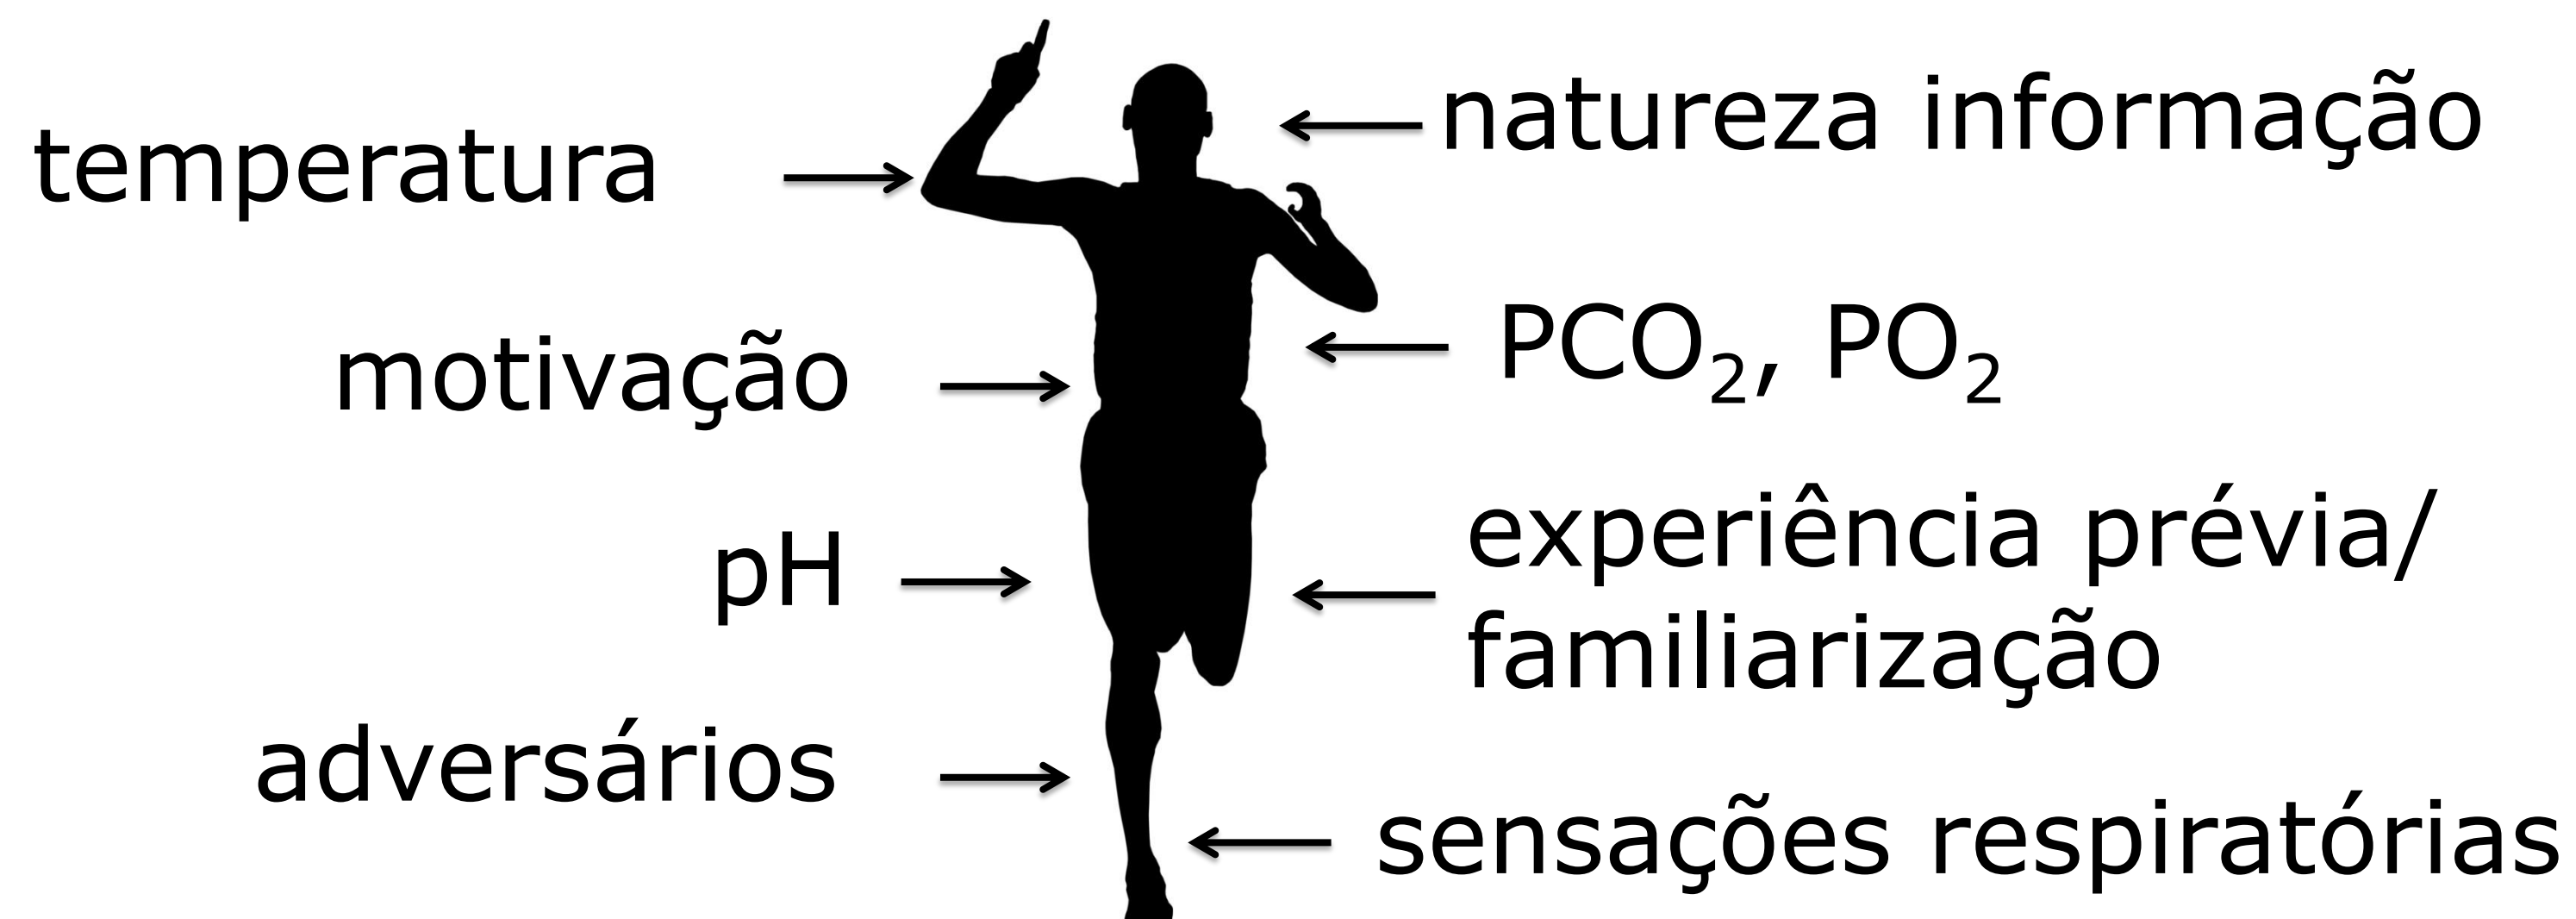 temperatura
motivação
pH
adversários
natureza informação
PCO₂, PO₂
experiência prévia/
familiarização
sensações respiratórias